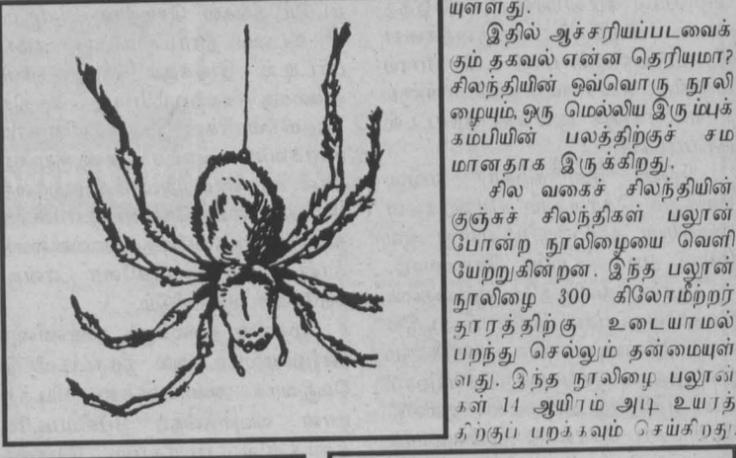 யுள்ளது.
இதில் ஆச்சரியப்படவைக்
கும் தகவல் என்ன தெரியுமா?
சிலந்தியின் ஒவ்வொரு நூலி
ழையும், ஒரு மெல்லிய இரும்புக்
கம்பியின் பலத்திற்குச் சம
மானதாக இருக்கிறது.
சில வகைச் சிலந்தியின்
குஞ்சுச் சிலந்திகள் பலூன்
போன்ற நூலிழையை வெளி
யேற்றுகின்றன. இந்த பலூன்
நூலிழை 300 கிலோமீற்றர்
தூரத்திற்கு உடையாமல்
பறந்து செல்லும் தன்மையுள்
ளது. இந்த நூலிழை பலூன்
கள் 14 ஆயிரம் அடி உயரத்
திற்குப் பறக்கவும் செய்கிறது.